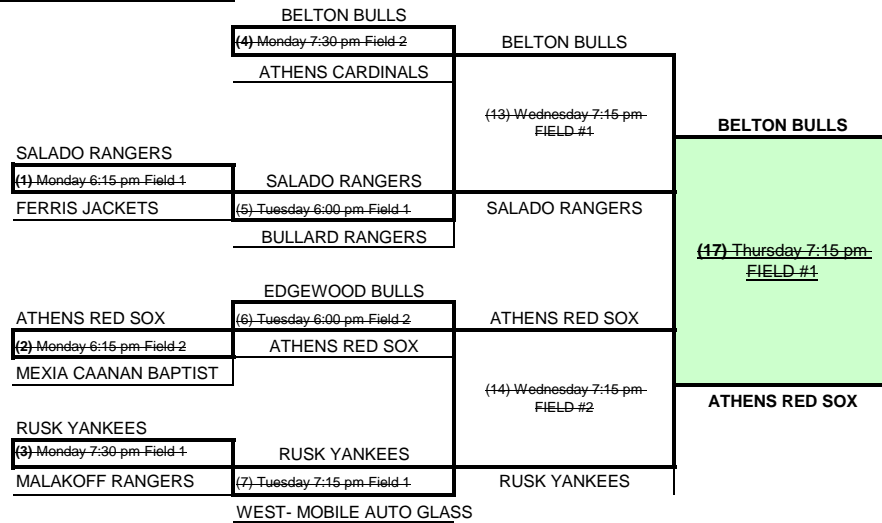 BELTON BULLS
(4) Monday 7:30 pm Field 2
BELTON BULLS
ATHENS CARDINALS
(13) Wednesday 7:15 pm
FIELD #1
BELTON BULLS
SALADO RANGERS
(1) Monday 6:15 pm Field 1
SALADO RANGERS
FERRIS JACKETS
(5) Tuesday 6:00 pm Field 1
SALADO RANGERS
BULLARD RANGERS
(17) Thursday 7:15 pm
FIELD #1
EDGEWOOD BULLS
ATHENS RED SOX
(6) Tuesday 6:00 pm Field 2
ATHENS RED SOX
(2) Monday 6:15 pm Field 2
ATHENS RED SOX
MEXIA CAANAN BAPTIST
(14) Wednesday 7:15 pm
FIELD #2
ATHENS RED SOX
RUSK YANKEES
(3) Monday 7:30 pm Field 1
RUSK YANKEES
MALAKOFF RANGERS
(7) Tuesday 7:15 pm Field 1
RUSK YANKEES
WEST- MOBILE AUTO GLASS